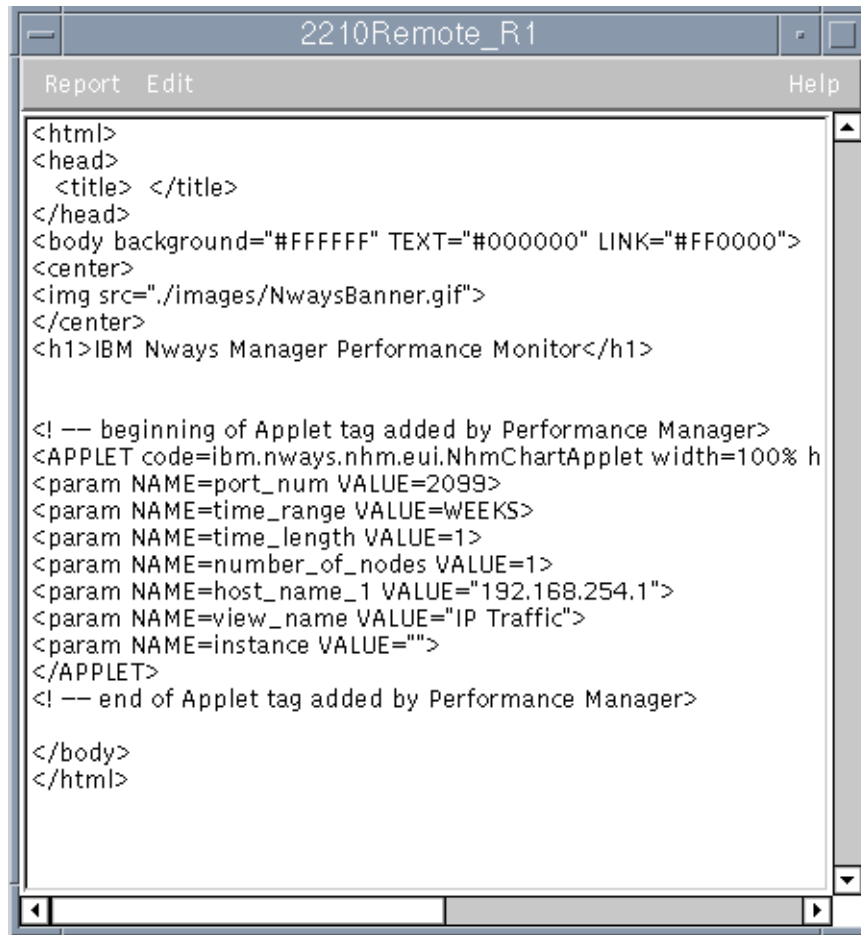 2210Remote_R1
Report Edit Help
<html>
<head>
<title> </title>
</head>
<body background="#FFFFFF" TEXT="#000000" LINK="#FF0000">
<center>
<img src="./images/NwaysBanner.gif">
</center>
<h1>IBM Nways Manager Performance Monitor</h1>
<! -- beginning of Applet tag added by Performance Manager>
<APPLET code=ibm.nways.nhm.eui.NhmChartApplet width=100% h
<param NAME=port_num VALUE=2099>
<param NAME=time_range VALUE=WEEKS>
<param NAME=time_length VALUE=1>
<param NAME=number_of_nodes VALUE=1>
<param NAME=host_name_1 VALUE="192.168.254.1">
<param NAME=view_name VALUE="IP Traffic">
<param NAME=instance VALUE="">
</APPLET>
<! -- end of Applet tag added by Performance Manager>
</body>
</html>